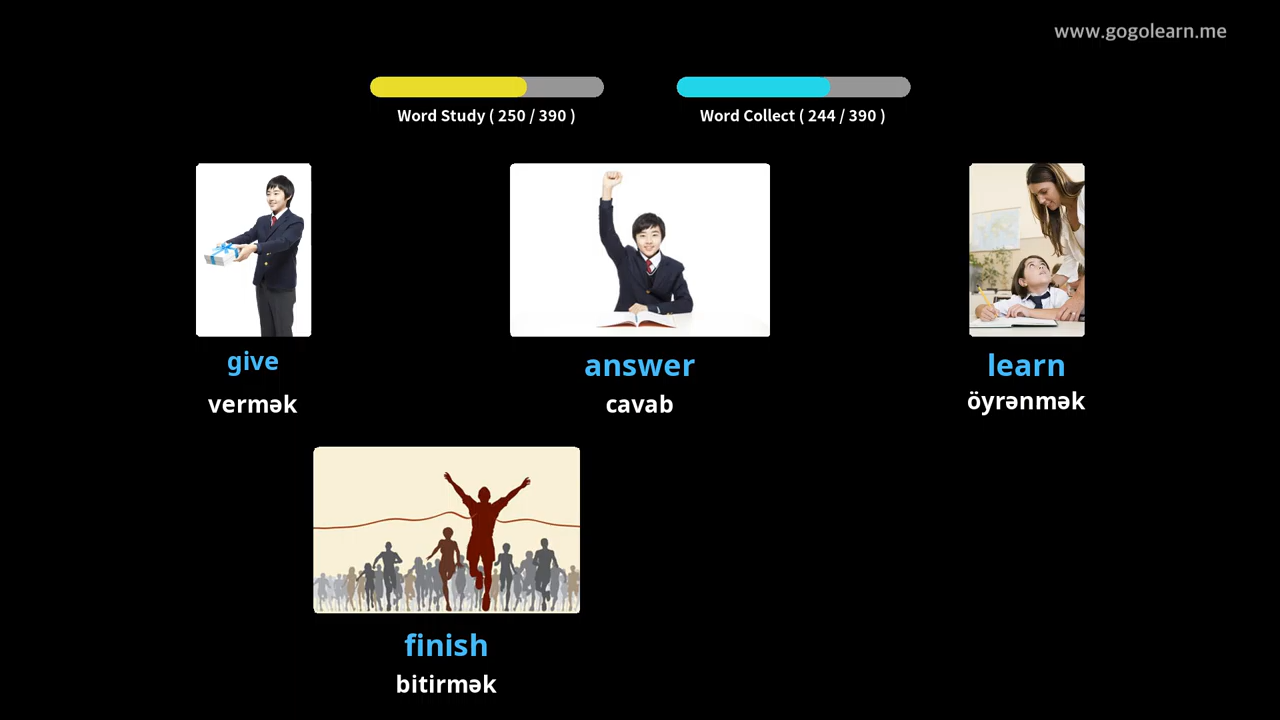 www.gogolearn.me
Word Study ( 250 / 390 )
Word Collect ( 244 / 390 )
give
vermək
answer
cavab
learn
öyrənmək
finish
bitirmək